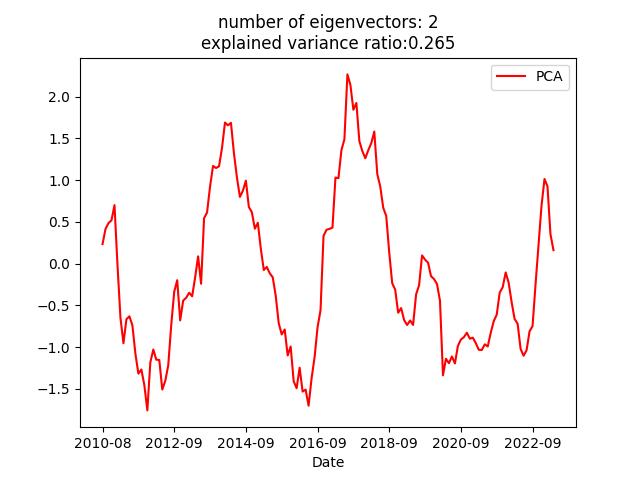 number of eigenvectors: 2
explained variance ratio:0.265
PCA
2.0
1.5
1.0
0.5
0.0
−0.5
−1.0
−1.5
2010-08 2012-09 2014-09 2016-09 2018-09 2020-09 2022-09
Date